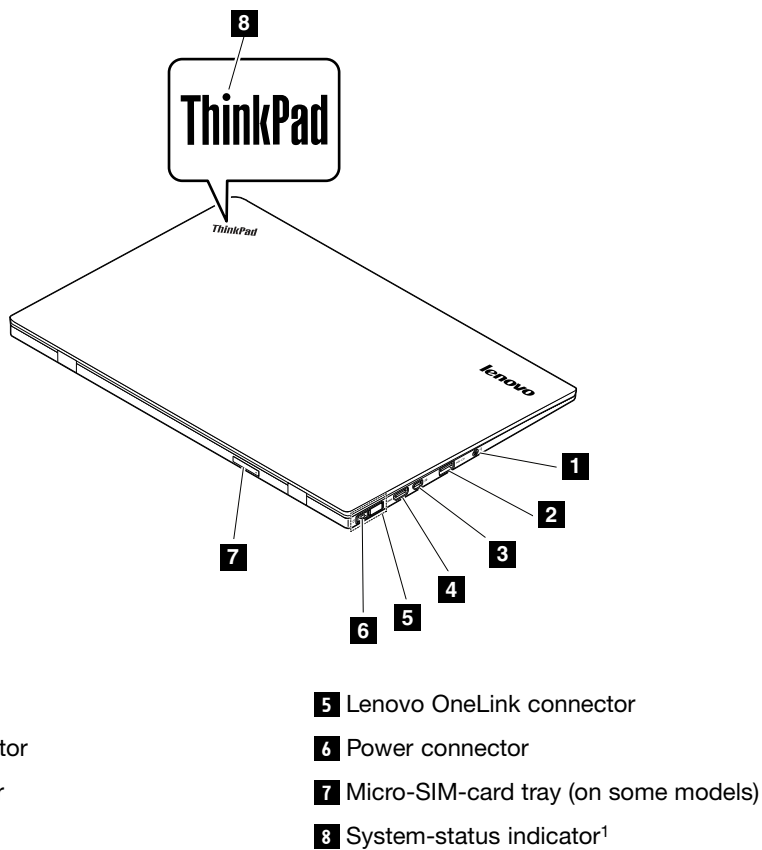 8
ThinkPad
ThinkPad
lenovo
1
2
3
4
5
6
7
5 Lenovo OneLink connector
6 Power connector
7 Micro-SIM-card tray (on some models)
8 System-status indicator1